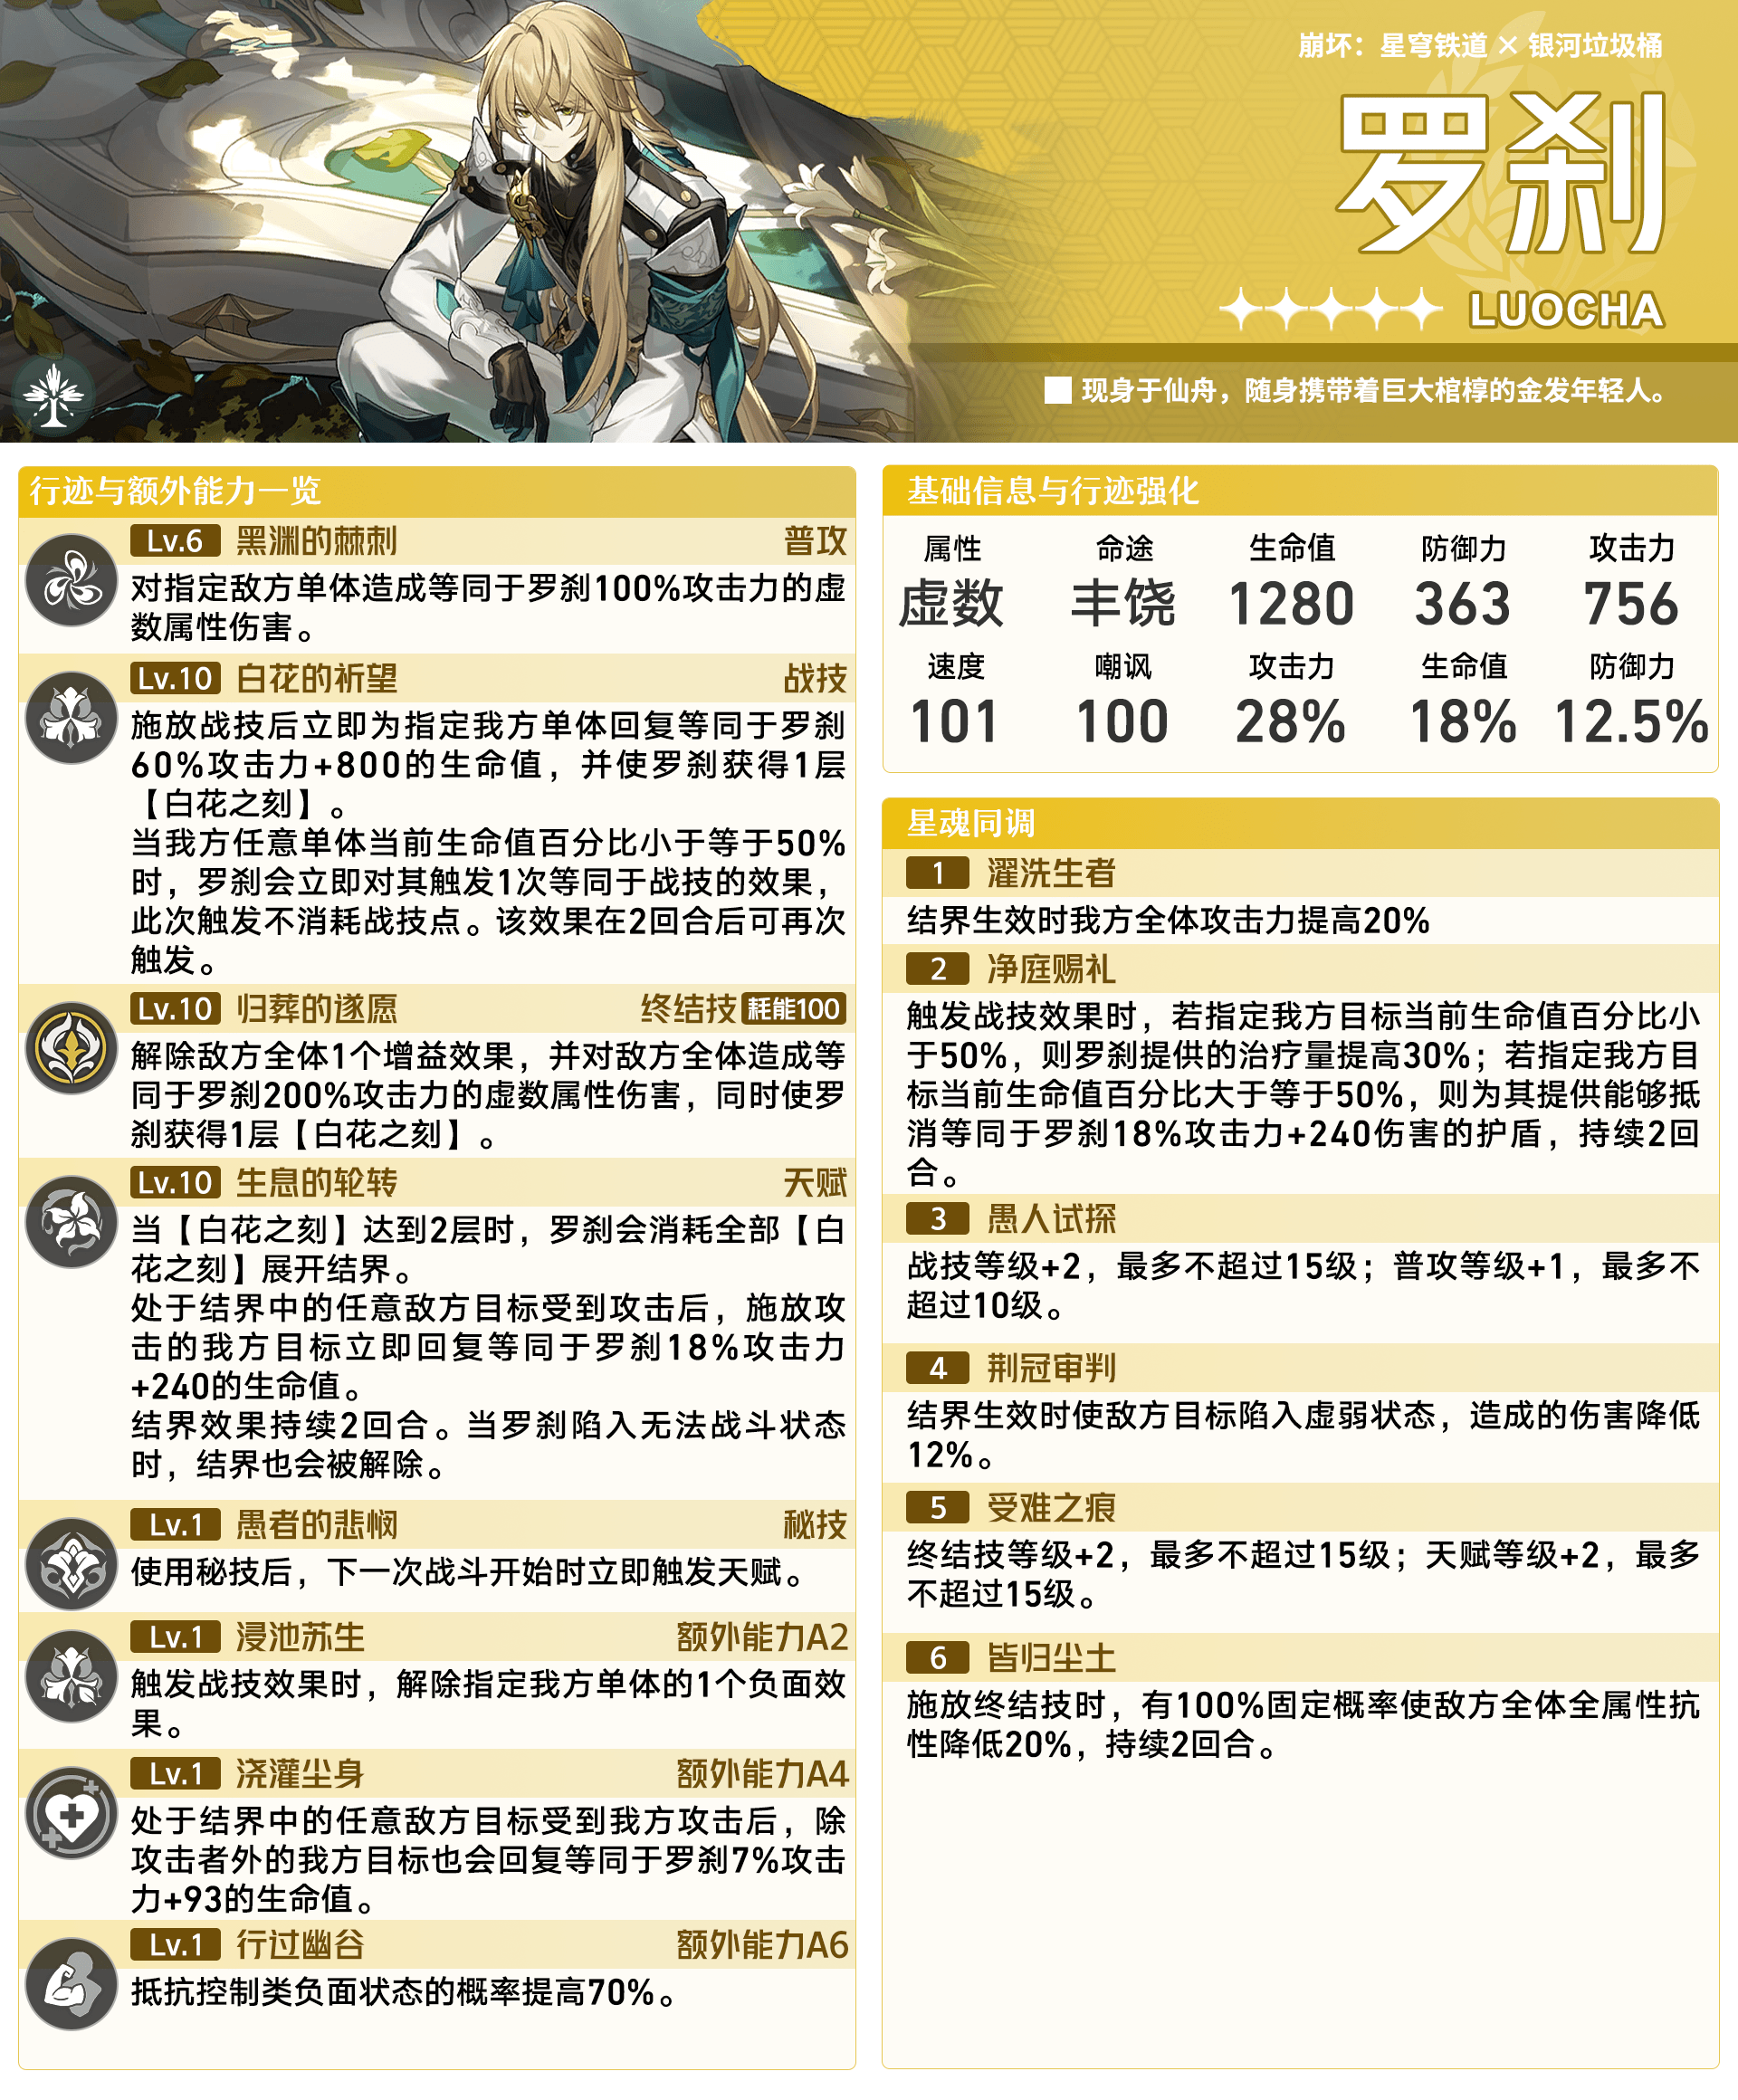 崩坏：星穹铁道 × 银河垃圾桶
罗刹
LUOCHA
现身于仙舟，随身携带着巨大棺椁的金发年轻人。
行迹与额外能力一览
Lv.6 黑渊的棘刺 普攻
对指定敌方单体造成等同于罗刹100%攻击力的虚
数属性伤害。
Lv.10 白花的祈望 战技
施放战技后立即为指定我方单体回复等同于罗刹
60%攻击力+800的生命值，并使罗刹获得1层
【白花之刻】。
当我方任意单体当前生命值百分比小于等于50%
时，罗刹会立即对其触发1次等同于战技的效果，
此次触发不消耗战技点。该效果在2回合后可再次
触发。
Lv.10 归葬的遂愿 终结技 耗能100
解除敌方全体1个增益效果，并对敌方全体造成等
同于罗刹200%攻击力的虚数属性伤害，同时使罗
刹获得1层【白花之刻】。
Lv.10 生息的轮转 天赋
当【白花之刻】达到2层时，罗刹会消耗全部【白
花之刻】展开结界。
处于结界中的任意敌方目标受到攻击后，施放攻
击的我方目标立即回复等同于罗刹18%攻击力
+240的生命值。
结界效果持续2回合。当罗刹陷入无法战斗状态
时，结界也会被解除。
Lv.1 愚者的悲悯 秘技
使用秘技后，下一次战斗开始时立即触发天赋。
Lv.1 浸池苏生 额外能力A2
触发战技效果时，解除指定我方单体的1个负面效
果。
Lv.1 浇灌尘身 额外能力A4
处于结界中的任意敌方目标受到我方攻击后，除
攻击者外的我方目标也会回复等同于罗刹7%攻击
力+93的生命值。
Lv.1 行过幽谷 额外能力A6
抵抗控制类负面状态的概率提高70%。
基础信息与行迹强化
属性 命途 生命值 防御力 攻击力
虚数 丰饶 1280 363 756
速度 嘲讽 攻击力 生命值 防御力
101 100 28% 18% 12.5%
星魂同调
1 濯洗生者
结界生效时我方全体攻击力提高20%
2 净庭赐礼
触发战技效果时，若指定我方目标当前生命值百分比小
于50%，则罗刹提供的治疗量提高30%；若指定我方目
标当前生命值百分比大于等于50%，则为其提供能够抵
消等同于罗刹18%攻击力+240伤害的护盾，持续2回
合。
3 愚人试探
战技等级+2，最多不超过15级；普攻等级+1，最多不
超过10级。
4 荆冠审判
结界生效时使敌方目标陷入虚弱状态，造成的伤害降低
12%。
5 受难之痕
终结技等级+2，最多不超过15级；天赋等级+2，最多
不超过15级。
6 皆归尘土
施放终结技时，有100%固定概率使敌方全体全属性抗
性降低20%，持续2回合。